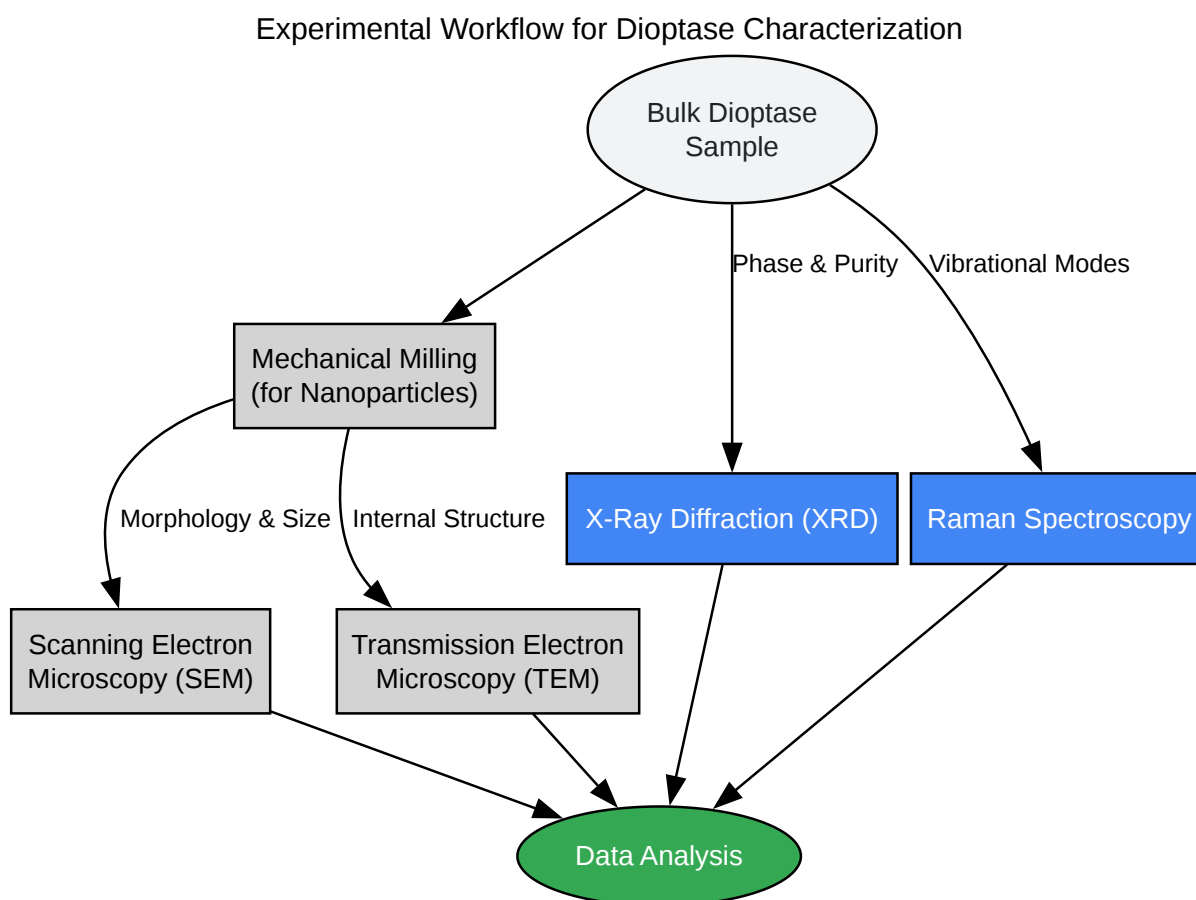 Experimental Workflow for Dioptase Characterization
Bulk Dioptase
Sample
Phase & Purity
Vibrational Modes
Mechanical Milling
(for Nanoparticles)
Morphology & Size
Internal Structure
X-Ray Diffraction (XRD)
Raman Spectroscopy
Scanning Electron
Microscopy (SEM)
Transmission Electron
Microscopy (TEM)
Data Analysis